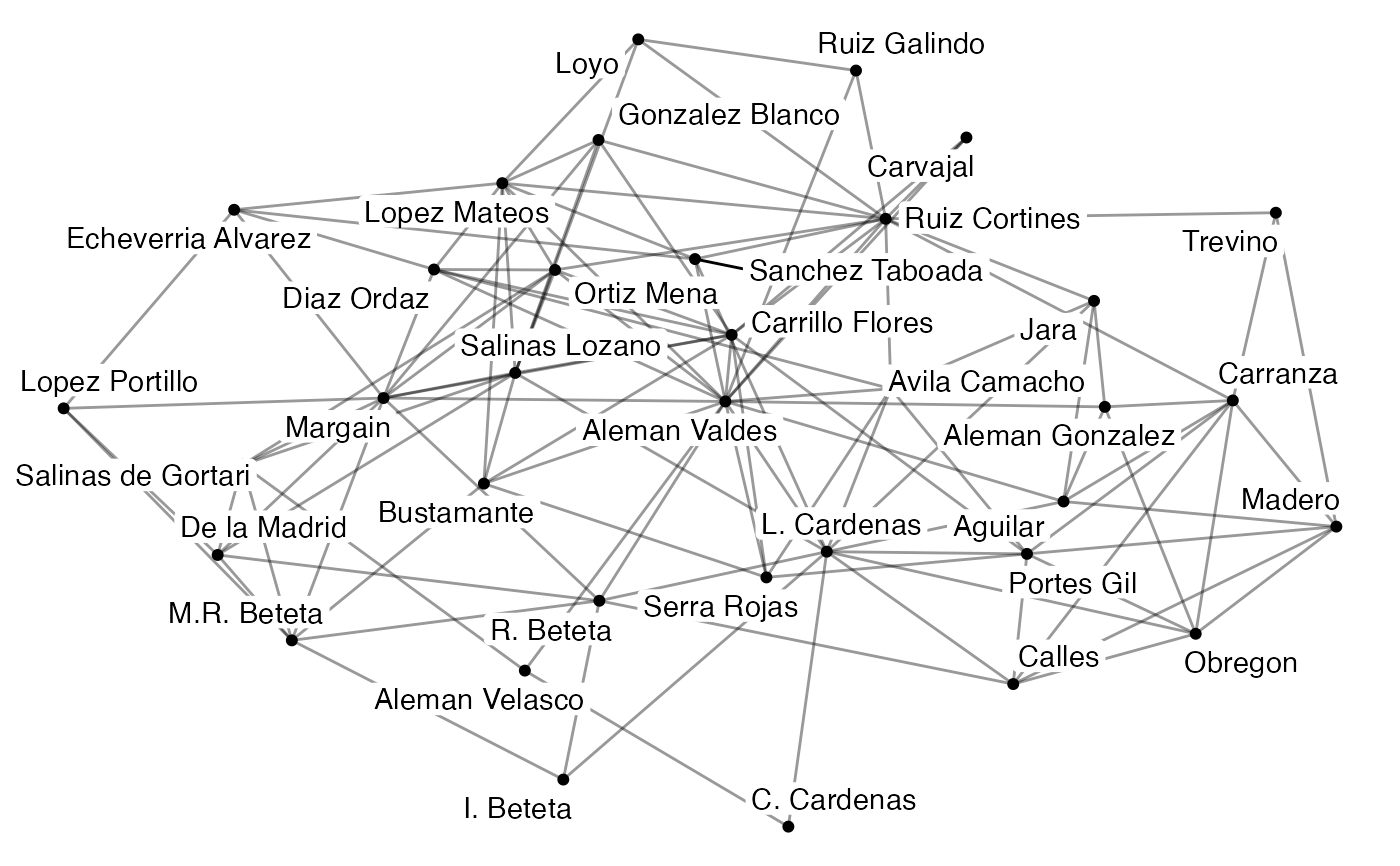 Ruiz Galindo
Loyo
Gonzalez Blanco
Carvajal
Lopez Mateos
Ruiz Cortines
Echeverria Alvarez
Trevino
Sanchez Taboada
Ortiz Mena
Diaz Ordaz
Carrillo Flores
Jara
Salinas Lozano
Carranza
Lopez Portillo
Avila Camacho
Margain
Aleman Valdes
Aleman Gonzalez
Salinas de Gortari
Madero
Bustamante
De la Madrid
L. Cardenas
Aguilar
Portes Gil
M.R. Beteta
Serra Rojas
R. Beteta
Calles
Obregon
Aleman Velasco
C. Cardenas
I. Beteta